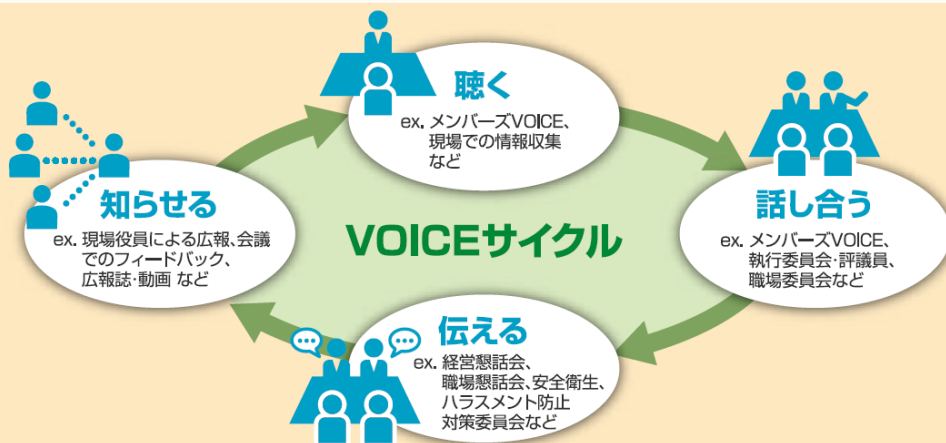 聴く
ex. メンバーズVOICE、
現場での情報収集
など
知らせる
ex. 現場役員による広報、会議
でのフィードバック、
広報誌・動画 など
VOICEサイクル
話し合う
ex. メンバーズVOICE、
執行委員会・評議員、
職場委員会など
伝える
ex. 経営懇話会、
職場懇話会、安全衛生、
ハラスメント防止
対策委員会など